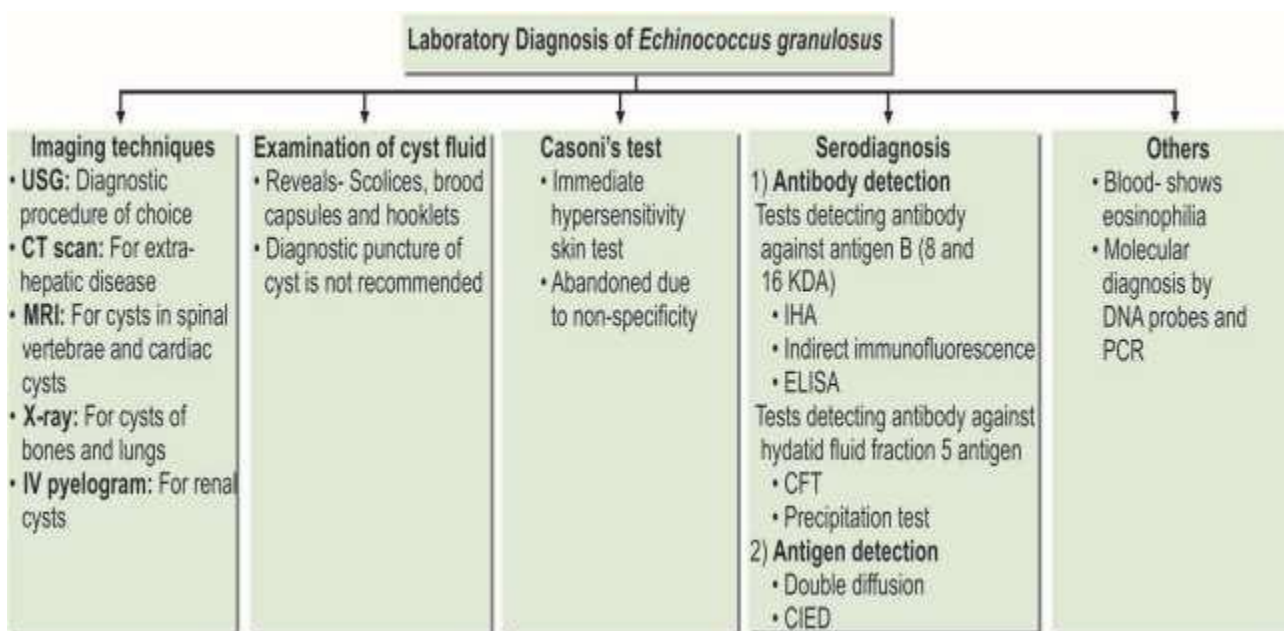 Laboratory Diagnosis of Echinococcus granulosus
Imaging techniques
• USG: Diagnostic
procedure of choice
• CT scan: For extra-
hepatic disease
• MRI: For cysts in spinal
vertebrae and cardiac
cysts
• X-ray: For cysts of
bones and lungs
• IV pyelogram: For renal
cysts
Examination of cyst fluid
• Reveals- Scolices, brood
capsules and hooklets
• Diagnostic puncture of
cyst is not recommended
Casoni's test
• Immediate
hypersensitivity
skin test
• Abandoned due
to non-specificity
Serodiagnosis
1) Antibody detection
Tests detecting antibody
against antigen B (8 and
16 KDA)
• IHA
• Indirect immunofluorescence
• ELISA
Tests detecting antibody against
hydatid fluid fraction 5 antigen
• CFT
• Precipitation test
2) Antigen detection
• Double diffusion
• CIED
Others
• Blood- shows
eosinophilia
• Molecular
diagnosis by
DNA probes and
PCR